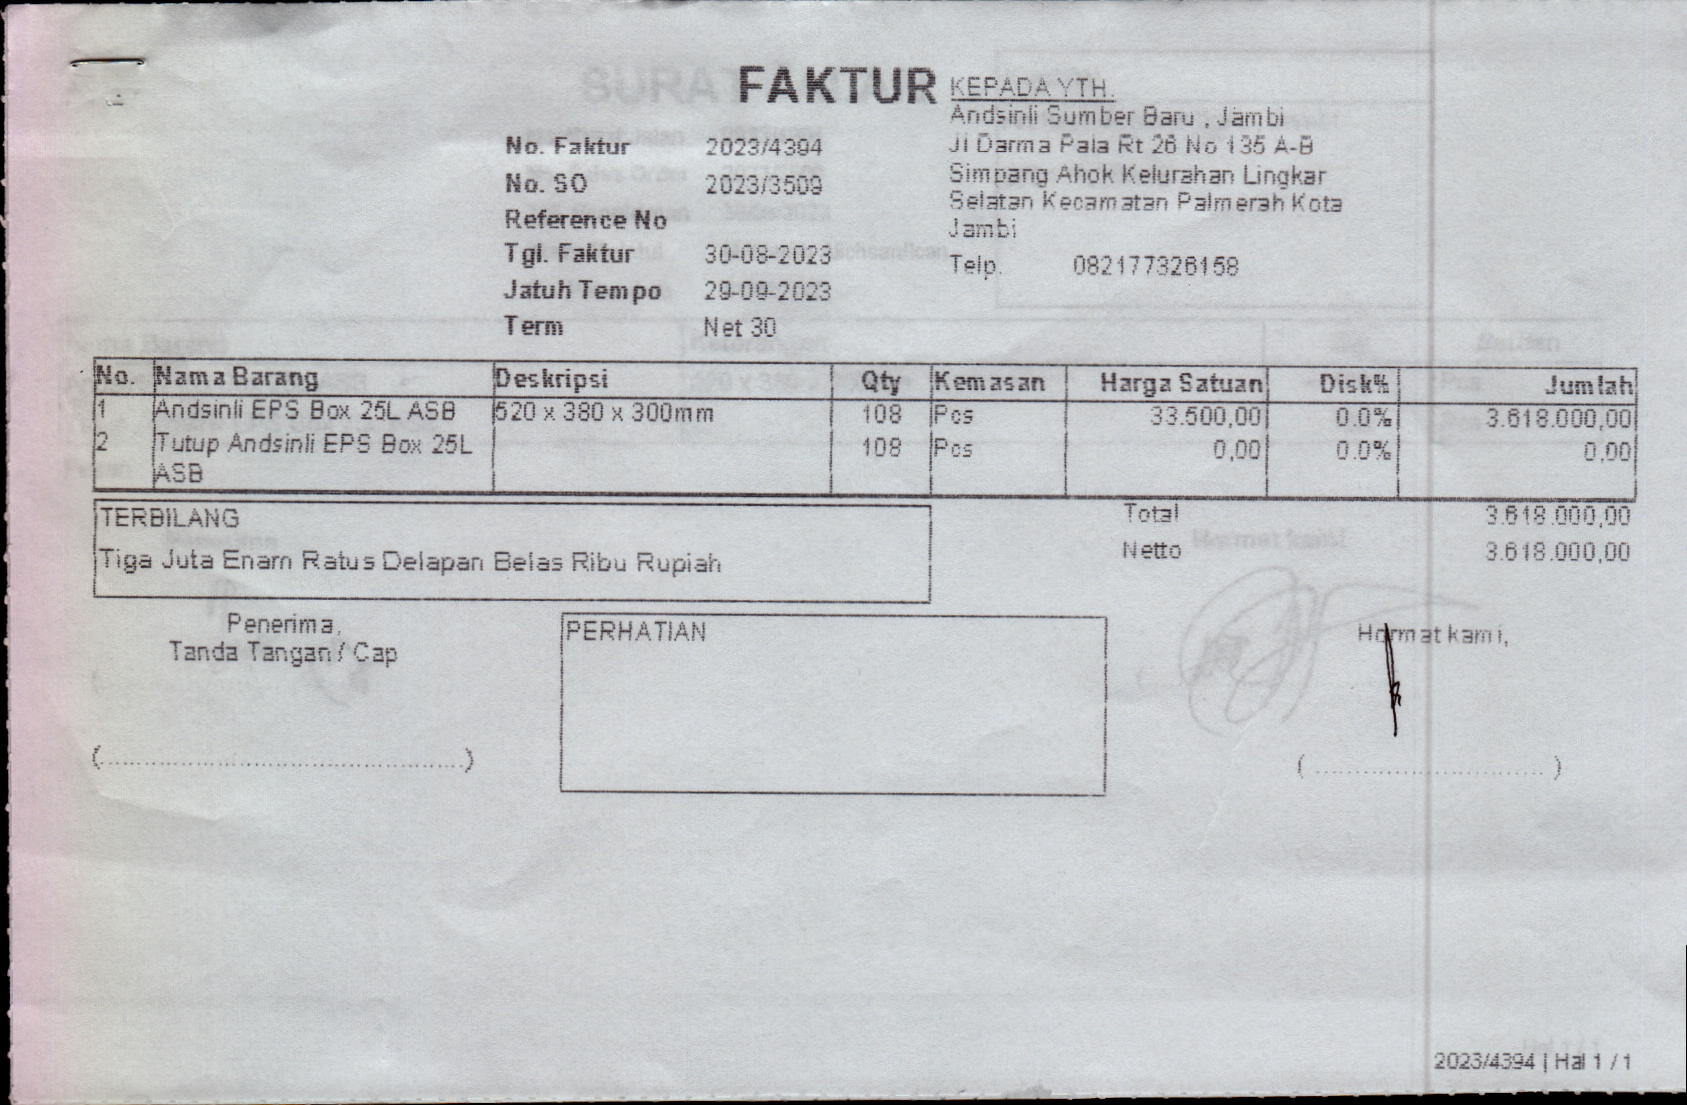 FAKTUR
No. Faktur 2023/4394
No. SO 2023/3509
Reference No
Tgl. Faktur 30-08-2023
Jatuh Tempo 29-09-2023
Term Net 30
KEPADA YTH.
Andsinli Sumber Baru , Jambi
Jl Darma Pala Rt 26 No 135 A-B
Simpang Ahok Kelurahan Lingkar
Selatan Kecamatan Palmerah Kota
Jambi
Telp. 082177326158
No. Nama Barang Deskripsi Qty Kemasan Harga Satuan Disk% Jumlah
1 Andsinli EPS Box 25L ASB 520 x 380 x 300mm 108 Pcs 33.500,00 0.0% 3.618.000,00
2 Tutup Andsinli EPS Box 25L 108 Pcs 0,00 0.0% 0,00
ASB
TERBILANG
Tiga Juta Enam Ratus Delapan Belas Ribu Rupiah
Total 3.618.000,00
Netto 3.618.000,00
Penerima,
Tanda Tangan / Cap
PERHATIAN
Hormat kami,
(..............................................)
( ............................. )
2023/4394 | Hal 1 / 1